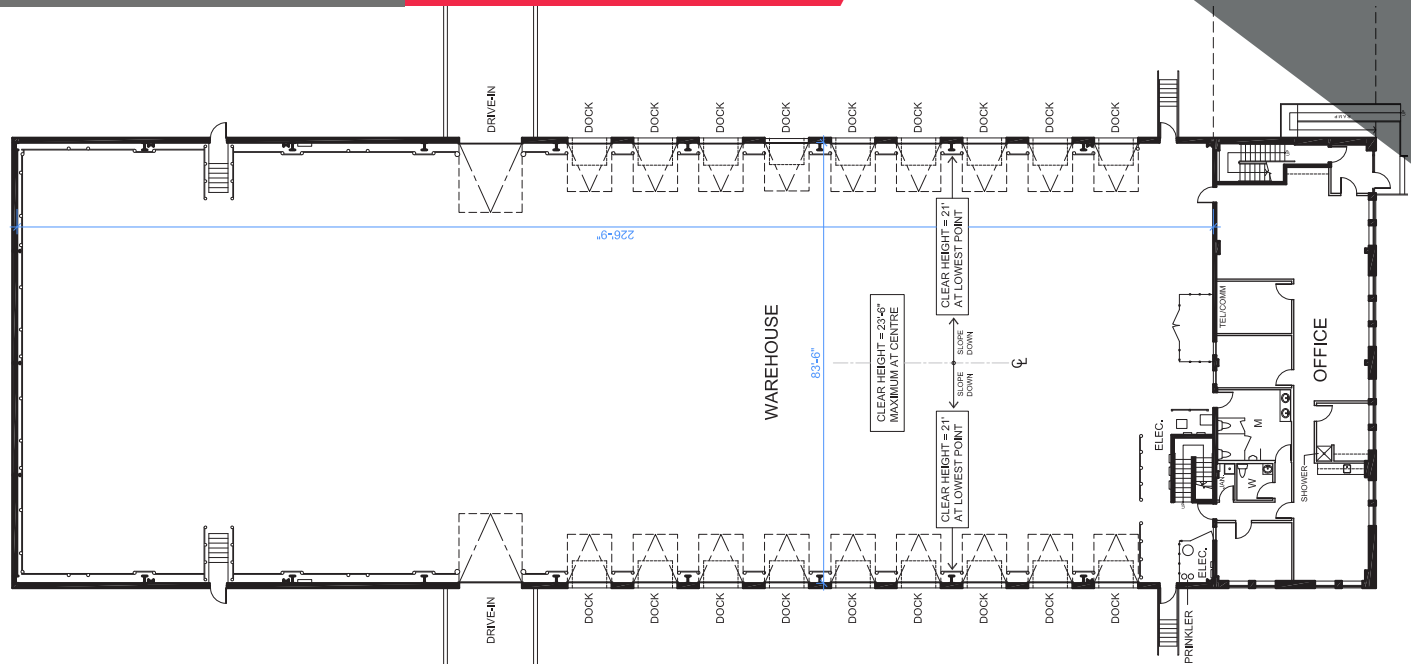 DRIVE-IN
DOCK
DOCK
DOCK
DOCK
DOCK
DOCK
DOCK
DOCK
DOCK
226'-9"
WAREHOUSE
83'-6"
CLEAR HEIGHT = 23'-6"
MAXIMUM AT CENTRE
CLEAR HEIGHT = 21'
AT LOWEST POINT
SLOPE
DOWN
SLOPE
DOWN
CL
CLEAR HEIGHT = 21'
AT LOWEST POINT
TEL/COMM
OFFICE
ELEC.
M
W
JAN
UP
SHOWER
ELEC.
DRIVE-IN
DOCK
DOCK
DOCK
DOCK
DOCK
DOCK
DOCK
DOCK
DOCK
PRINKLER